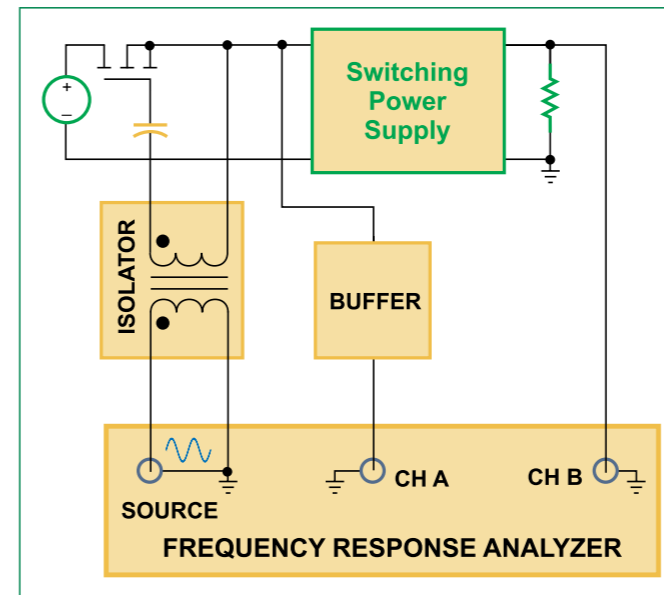 +
−
Switching
Power
Supply
ISOLATOR
BUFFER
SOURCE
CH A
CH B
FREQUENCY RESPONSE ANALYZER